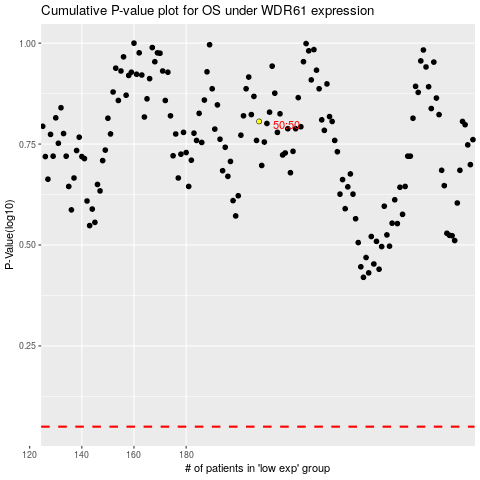 Cumulative P-value plot for OS under WDR61 expression
P-Value(log10)
1.00
0.75
0.50
0.25
50:50
120 140 160 180
# of patients in 'low exp' group